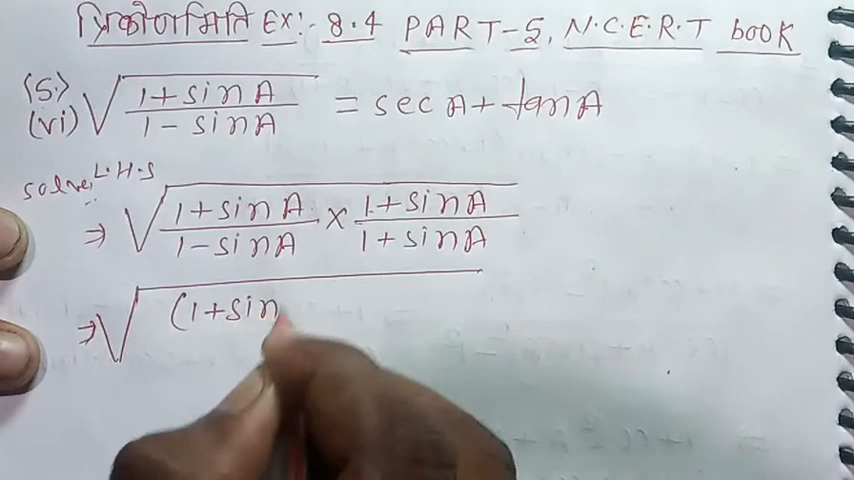 त्रिकोणमिति EX:- 8.4 PART-5, N.C.E.R.T book
(5.)
(vi) √(1+sinA / 1-sinA) = secA + tanA
solve, L.H.S
⇒ √(1+sinA / 1-sinA × 1+sinA / 1+sinA)
⇒ √ (1+sin